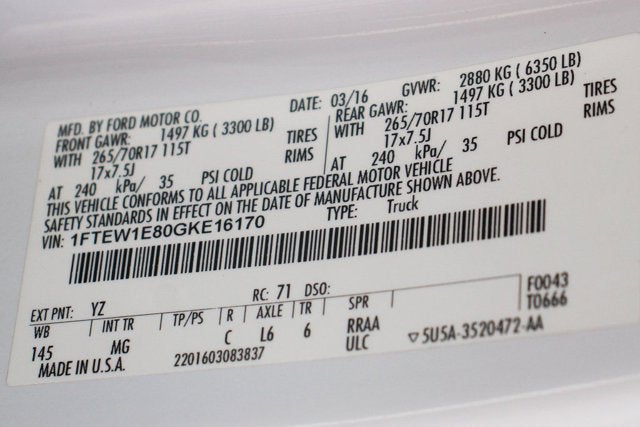 MFD. BY FORD MOTOR CO. DATE: 03/16 GVWR: 2880 KG ( 6350 LB)
FRONT GAWR: 1497 KG ( 3300 LB) REAR GAWR: 1497 KG ( 3300 LB)
WITH 265/70R17 115T TIRES WITH 265/70R17 115T TIRES
17x7.5J RIMS 17x7.5J RIMS
AT 240 kPa/ 35 PSI COLD AT 240 kPa/ 35 PSI COLD
THIS VEHICLE CONFORMS TO ALL APPLICABLE FEDERAL MOTOR VEHICLE
SAFETY STANDARDS IN EFFECT ON THE DATE OF MANUFACTURE SHOWN ABOVE.
VIN: 1FTEW1E80GKE16170 TYPE: Truck
EXT PNT: YZ RC: 71 DSO: F0043
WB INT TR TP/PS R AXLE TR SPR T0666
145 MG C L6 6 RRAA
ULC ▽5U5A-3520472-AA
MADE IN U.S.A. 2201603083837